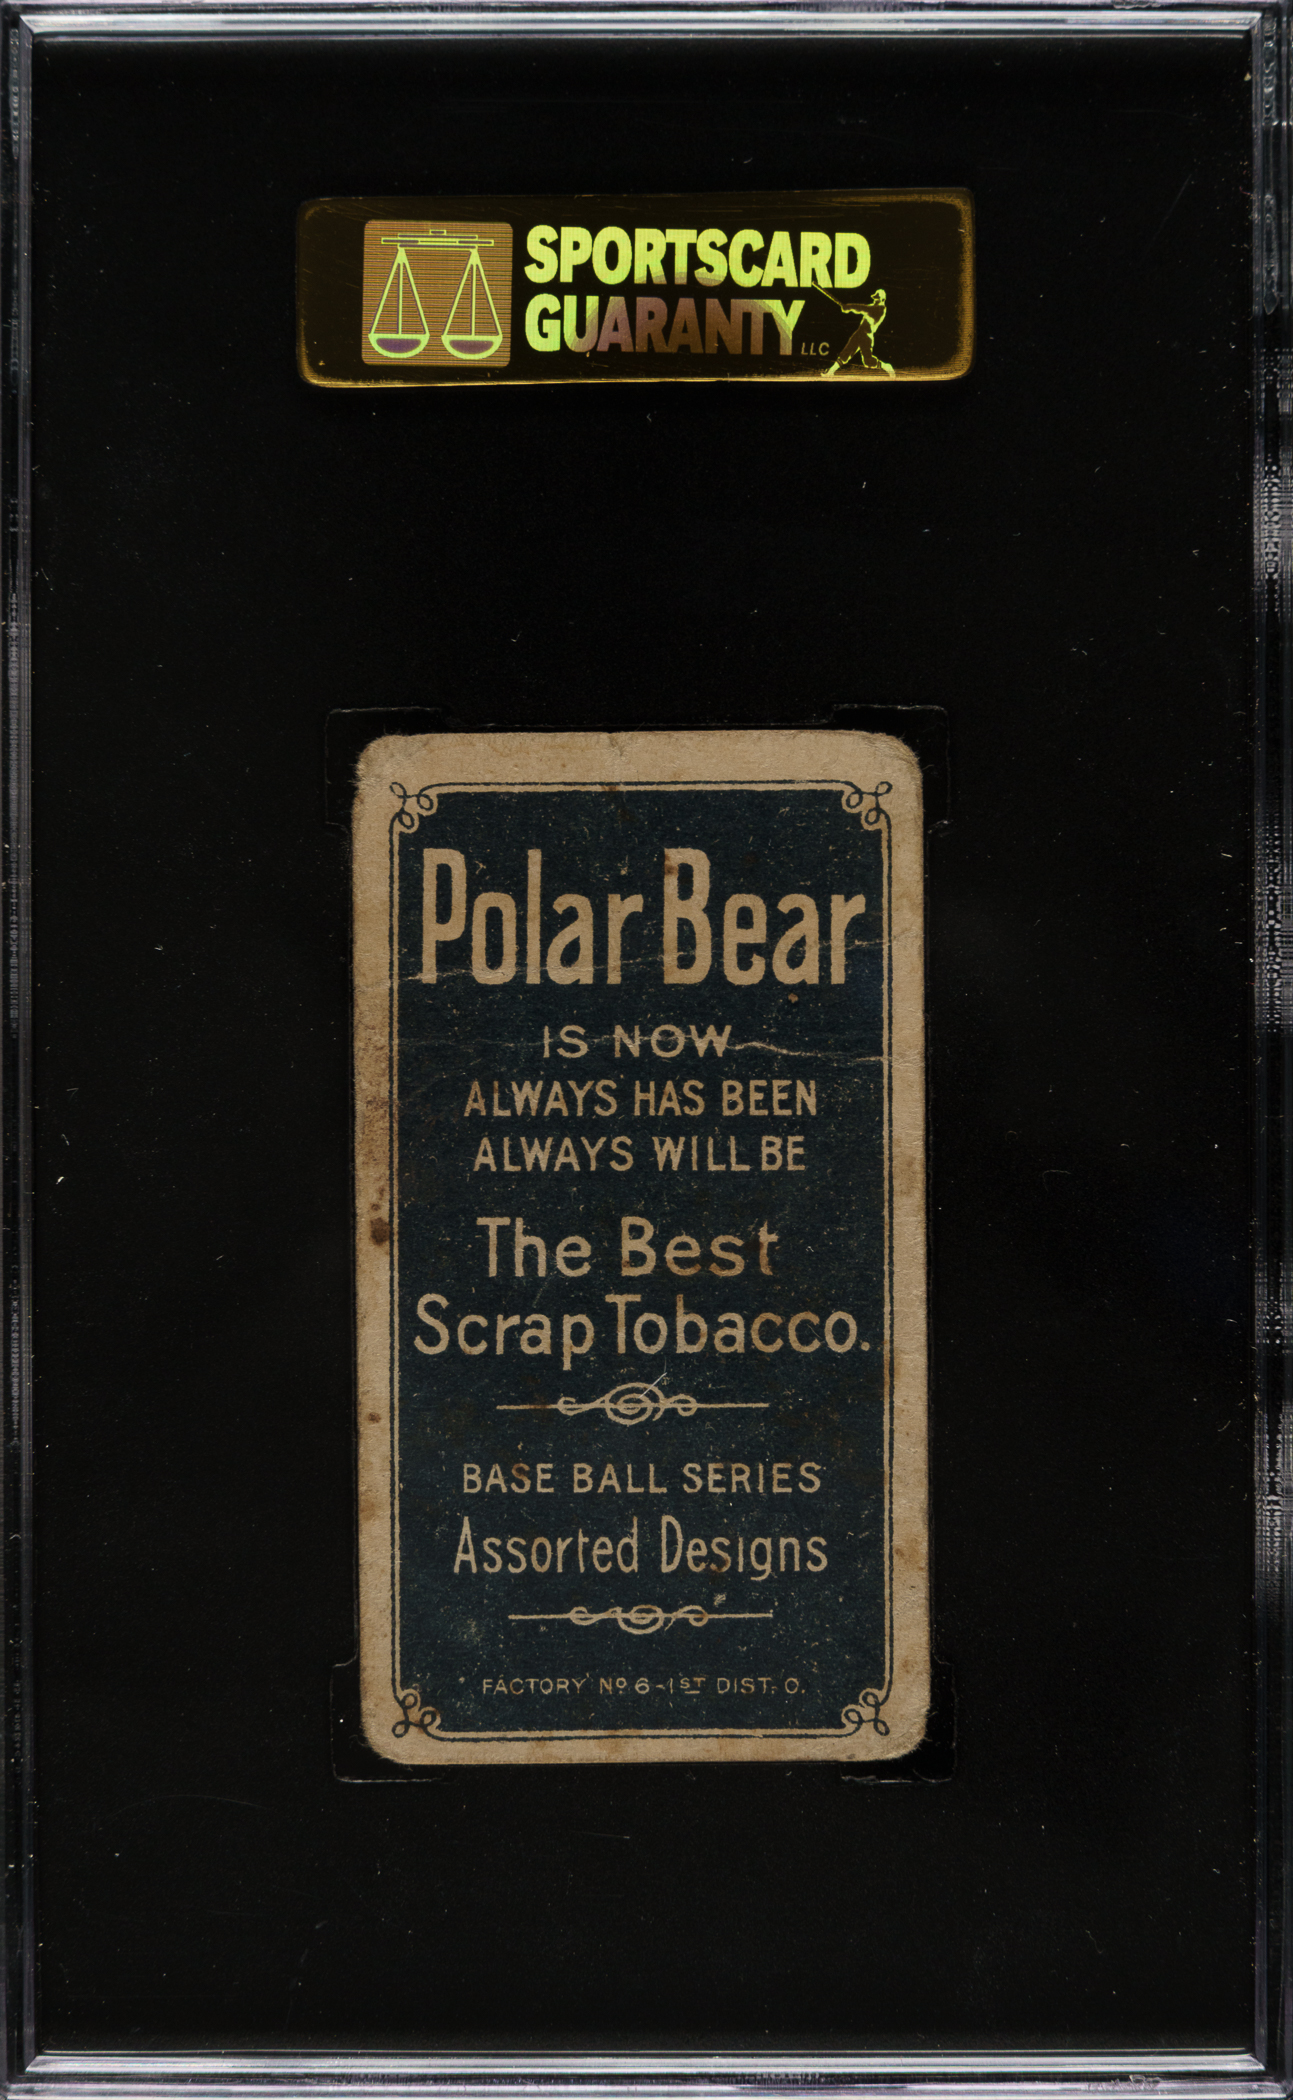 SPORTSCARD
GUARANTY LLC
Polar Bear
IS NOW
ALWAYS HAS BEEN
ALWAYS WILL BE
The Best
Scrap Tobacco.
BASE BALL SERIES
Assorted Designs
FACTORY Nº 6-1ST DIST. O.